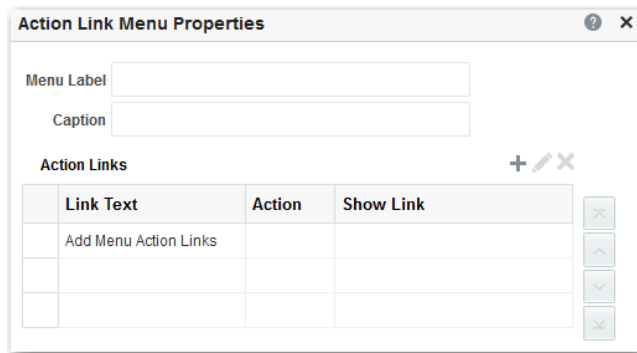 Action Link Menu Properties
Menu Label
Caption
Action Links
Link Text Action Show Link
Add Menu Action Links